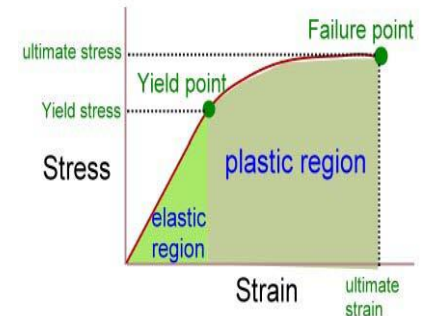 Failure point
ultimate stress
Yield point
Yield stress
Stress
plastic region
elastic
region
Strain
ultimate
strain